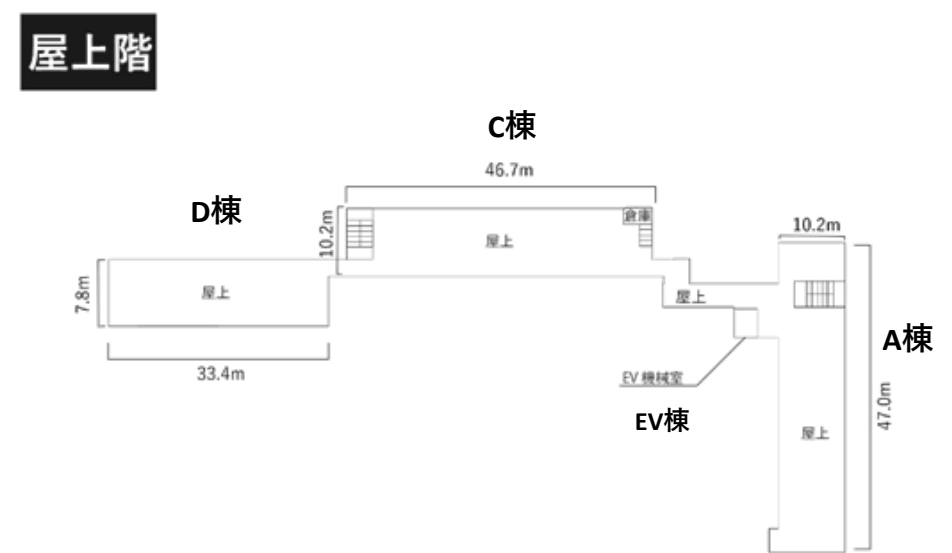 屋上階
C棟
46.7m
D棟
10.2m
倉庫
屋上
10.2m
7.8m
屋上
屋上
A棟
33.4m
EV 機械室
47.0m
EV棟
屋上